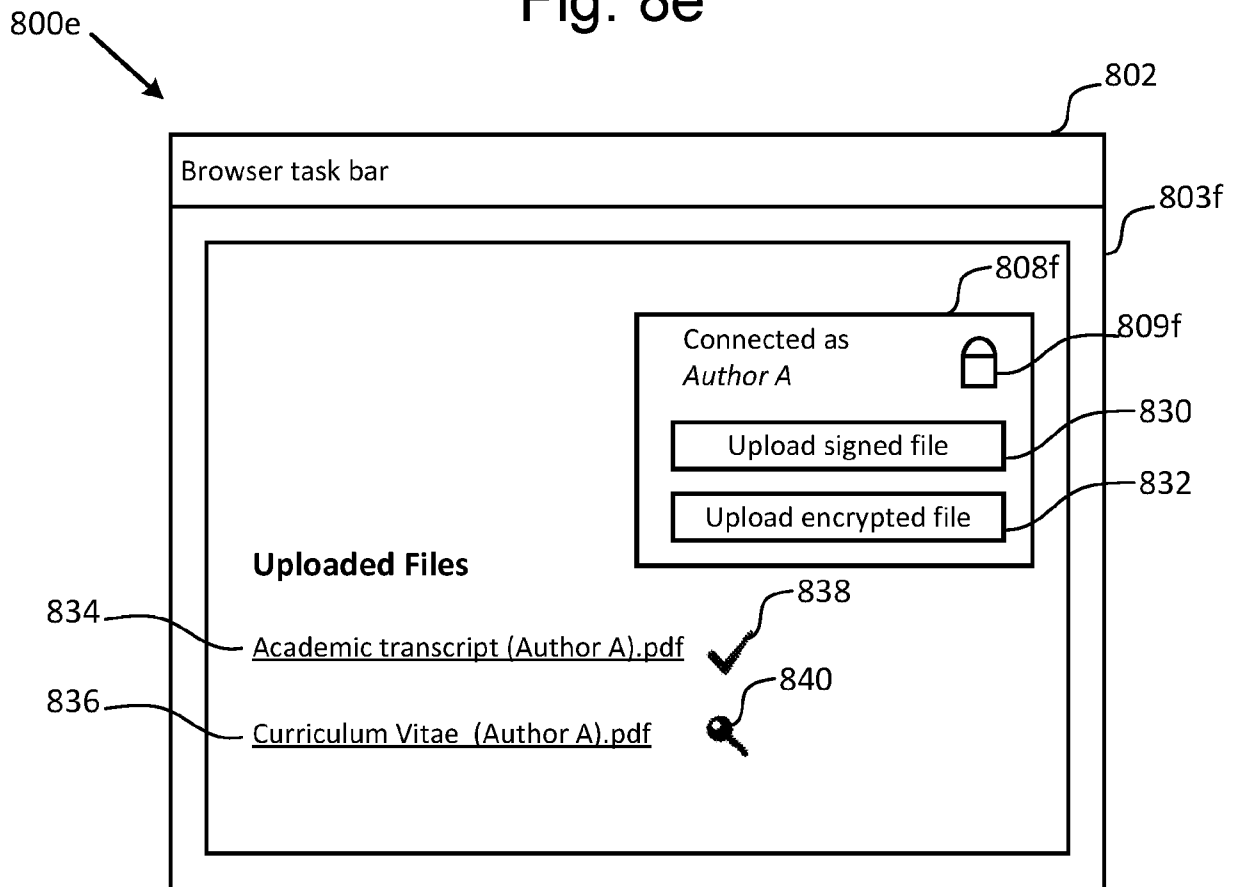 Fig. 8e
800e
802
Browser task bar
803f
808f
Connected as
809f
Author A
830
Upload signed file
832
Upload encrypted file
Uploaded Files
838
834
Academic transcript (Author A).pdf
840
836
Curriculum Vitae (Author A).pdf